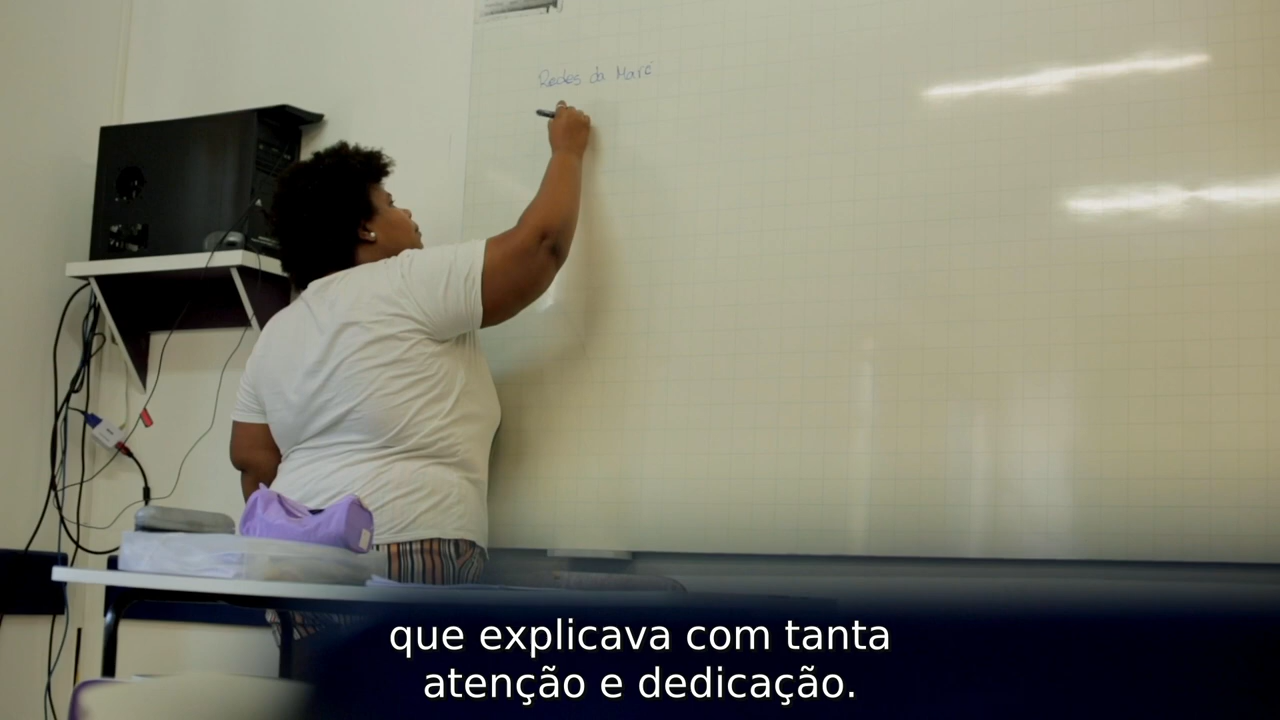 Redes da Maré
que explicava com tanta
atenção e dedicação.